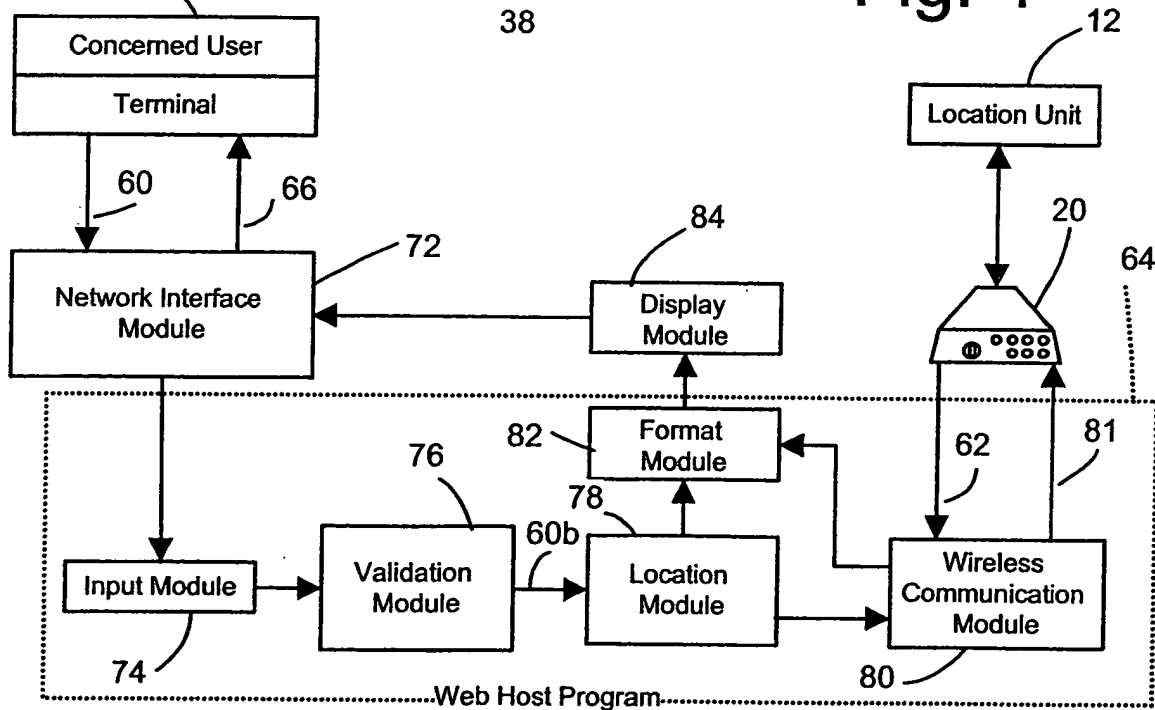 38
12
Concerned User
Terminal
Location Unit
60
66
84
20
72
64
Network Interface
Module
Display
Module
82
Format
Module
62
81
76
78
60b
Input Module
Validation
Module
Location
Module
Wireless
Communication
Module
74
80
Web Host Program